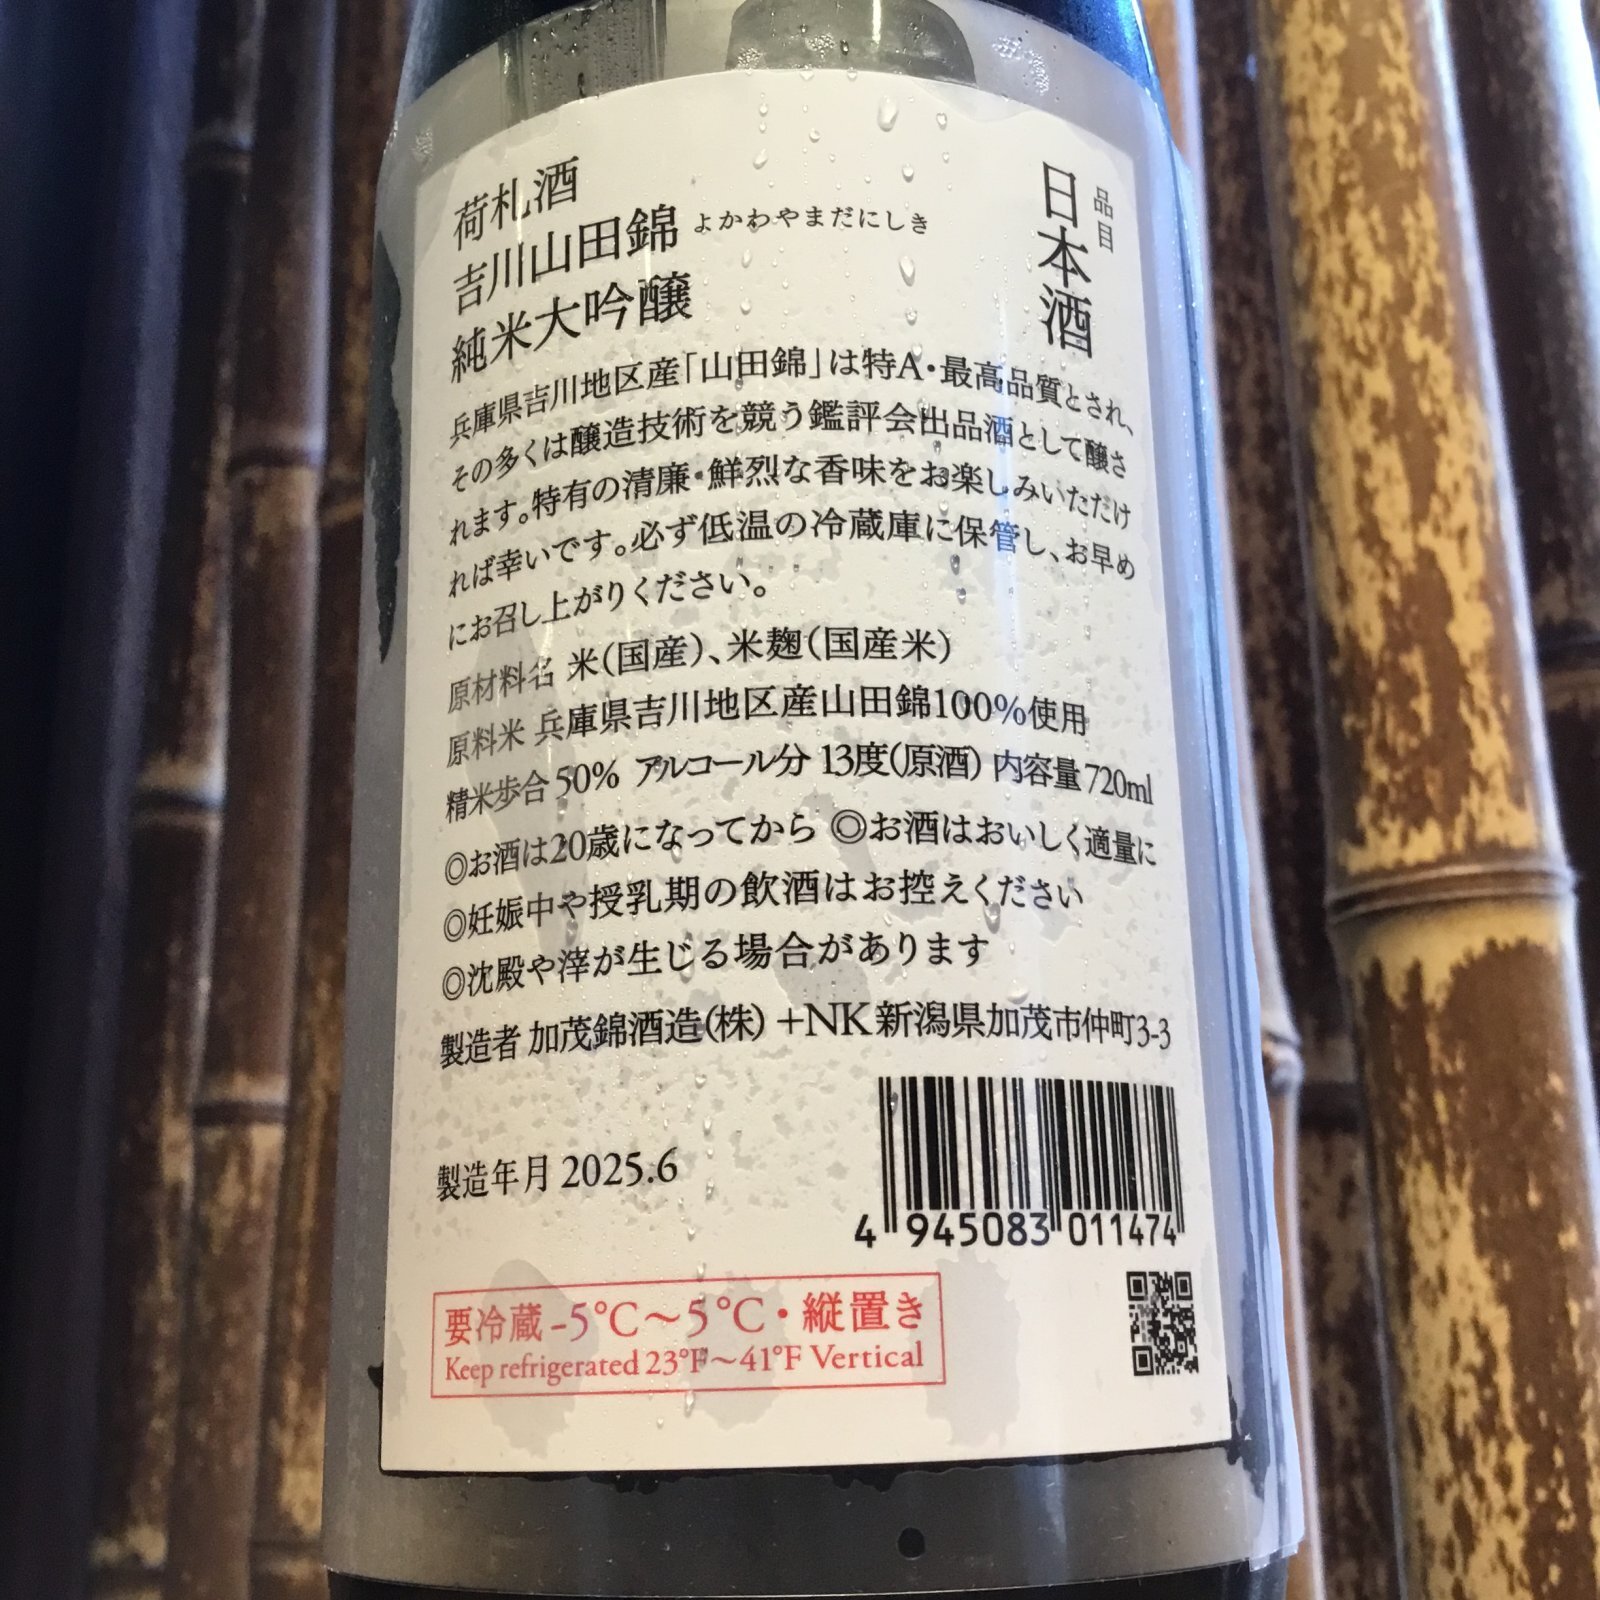 品目
日本酒
荷札酒
吉川山田錦 よかわやまだにしき
純米大吟醸
兵庫県吉川地区産「山田錦」は特A・最高品質とされ、
その多くは醸造技術を競う鑑評会出品酒として醸さ
れます。特有の清廉・鮮烈な香味をお楽しみいただけ
れば幸いです。必ず低温の冷蔵庫に保管し、お早め
にお召し上がりください。
原材料名 米(国産)、米麹(国産米)
原料米 兵庫県吉川地区産山田錦100%使用
精米歩合 50% アルコール分 13度(原酒) 内容量 720ml
◎お酒は20歳になってから ◎お酒はおいしく適量に
◎妊娠中や授乳期の飲酒はお控えください
◎沈殿や滓が生じる場合があります
製造者 加茂錦酒造(株) +NK 新潟県加茂市仲町3-3
製造年月 2025.6
4 945083 011474
要冷蔵 -5℃~5℃・縦置き
Keep refrigerated 23°F~41°F Vertical